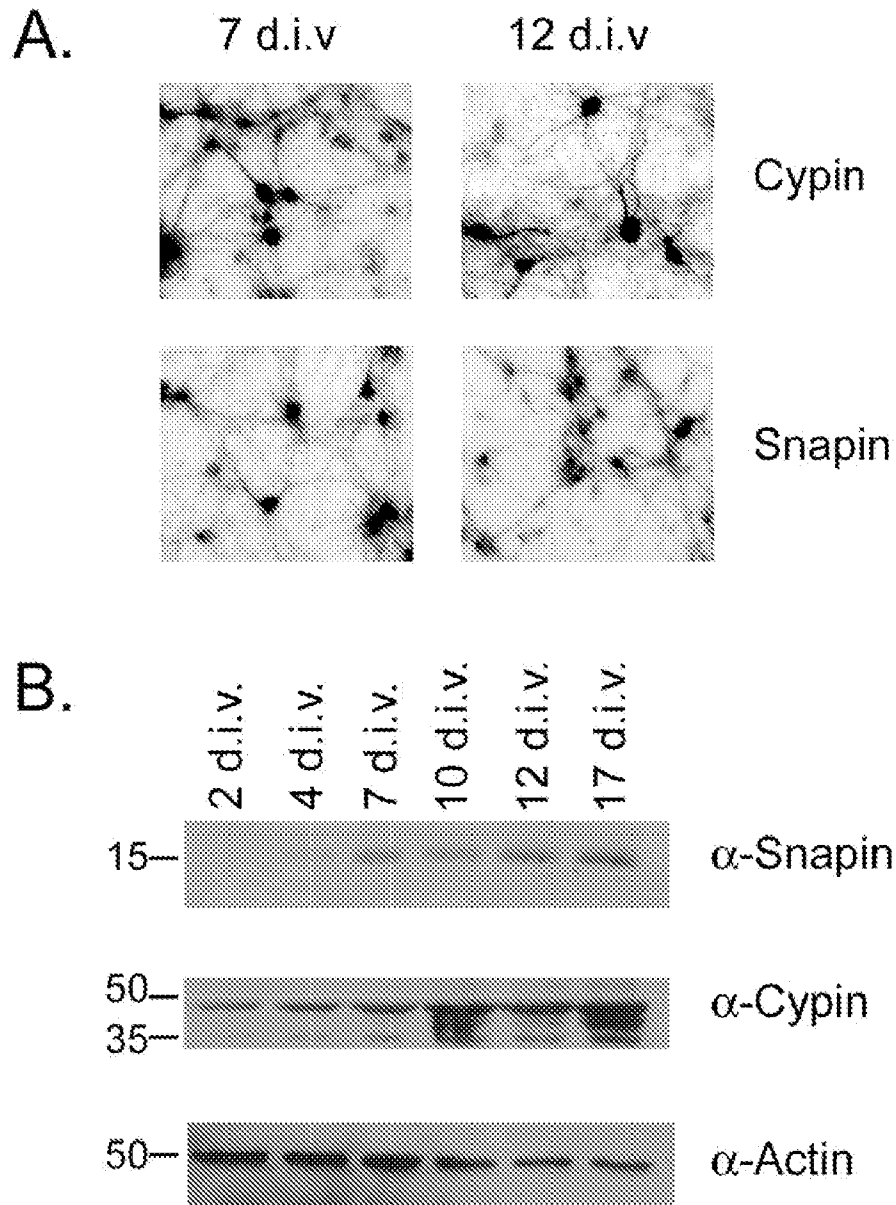 A.
7 d.i.v
12 d.i.v
Cypin
Snapin
B.
2 d.i.v.
4 d.i.v.
7 d.i.v.
10 d.i.v.
12 d.i.v.
17 d.i.v.
15
α-Snapin
50
35
α-Cypin
50
α-Actin